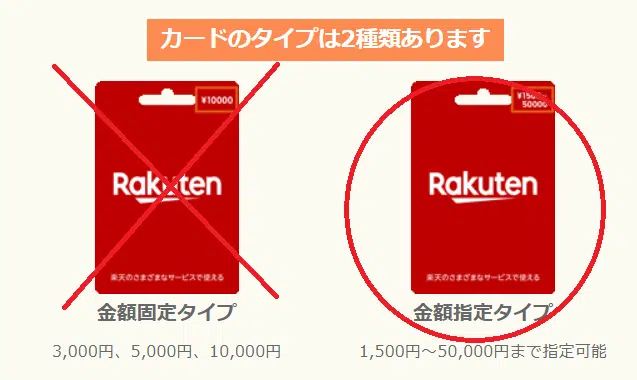 カードのタイプは2種類あります
¥10000
Rakuten
楽天のさまざまなサービスで使える
金額固定タイプ
3,000円、5,000円、10,000円
50000
Rakuten
楽天のさまざまなサービスで使える
金額指定タイプ
1,500円～50,000円まで指定可能